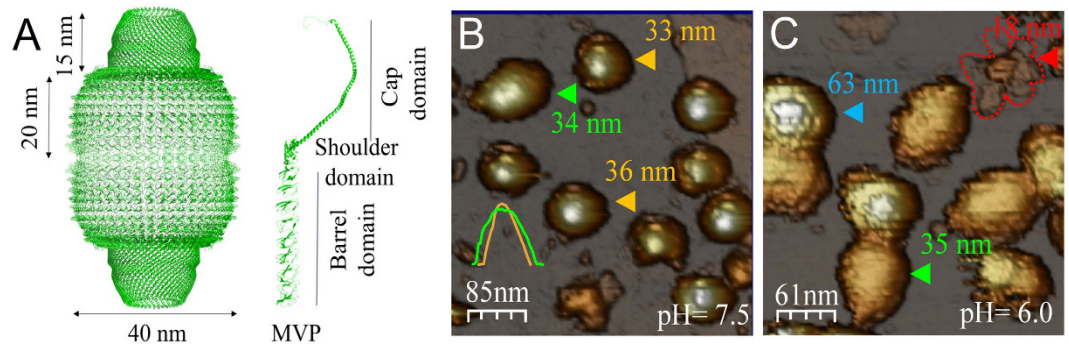 A
15 nm
20 nm
40 nm
Cap
domain
Shoulder
domain
Barrel
domain
MVP
B
33 nm
34 nm
36 nm
85nm
pH= 7.5
C
18 nm
63 nm
35 nm
61nm
pH= 6.0